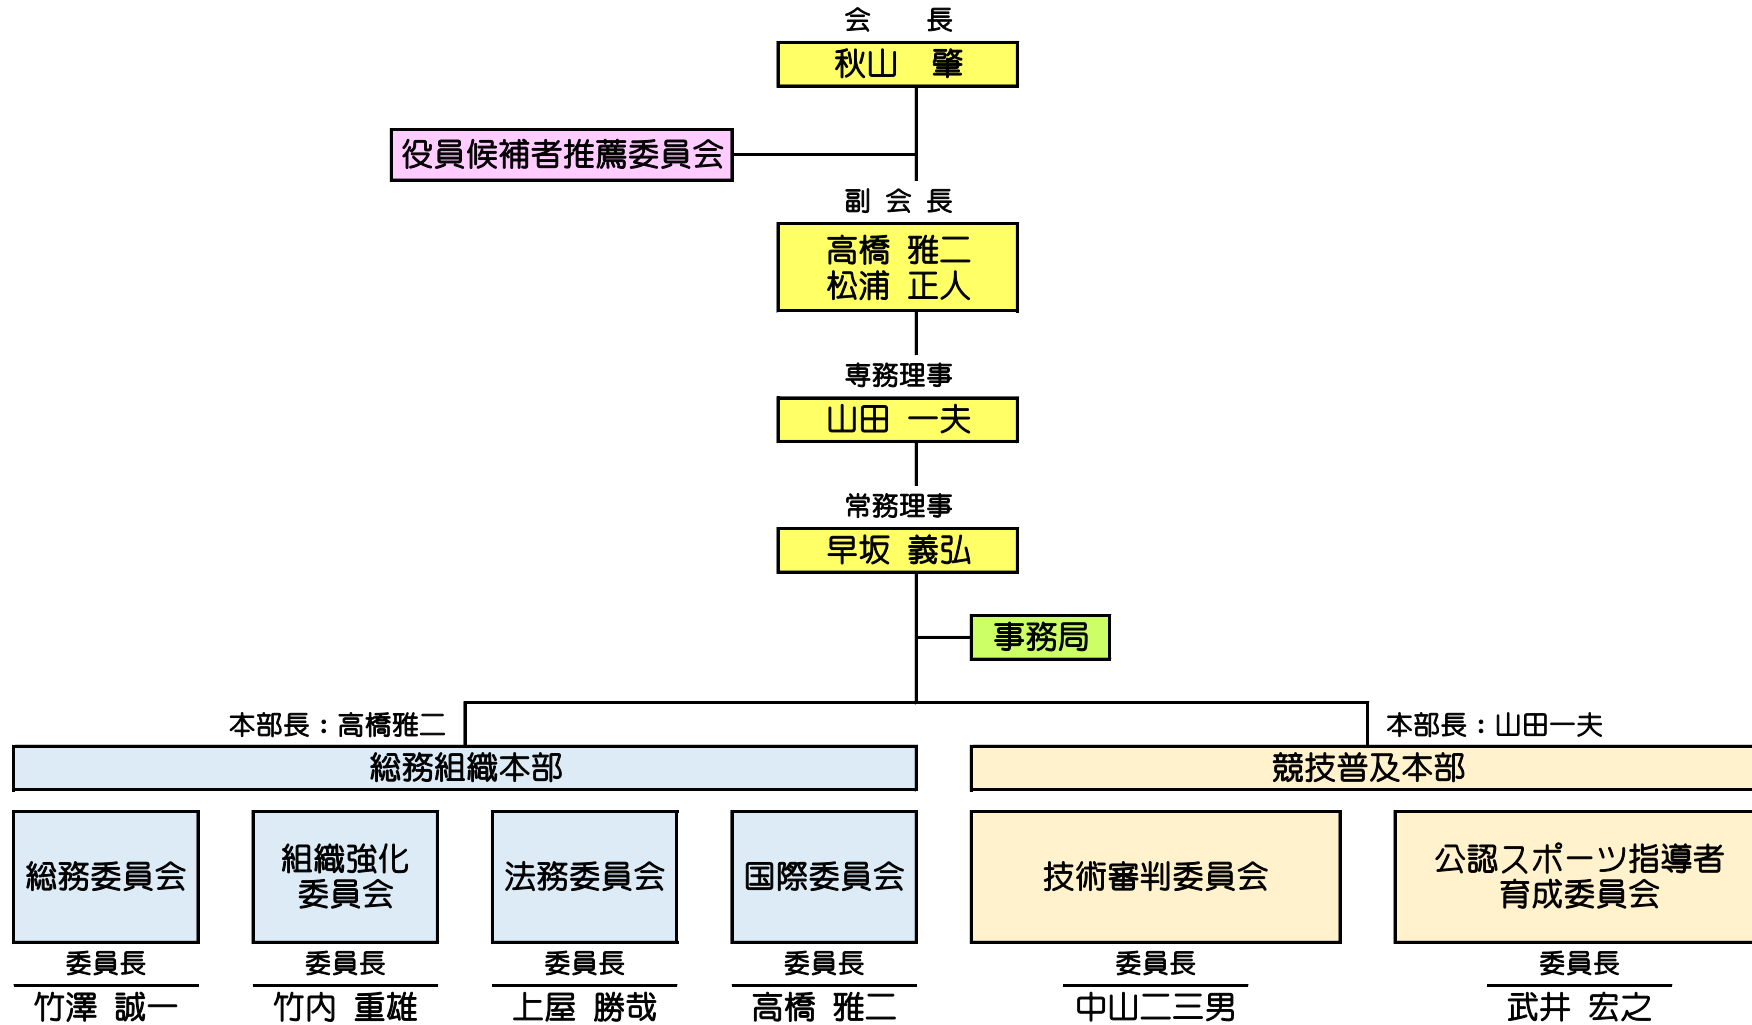 会　　長
秋山　肇
役員候補者推薦委員会
副 会 長
高橋 雅二
松浦 正人
専務理事
山田 一夫
常務理事
早坂 義弘
事務局
本部長：高橋雅二
総務組織本部
総務委員会
委員長
竹澤 誠一
組織強化
委員会
委員長
竹内 重雄
法務委員会
委員長
上屋 勝哉
国際委員会
委員長
高橋 雅二
本部長：山田一夫
競技普及本部
技術審判委員会
委員長
中山二三男
公認スポーツ指導者
育成委員会
委員長
武井 宏之